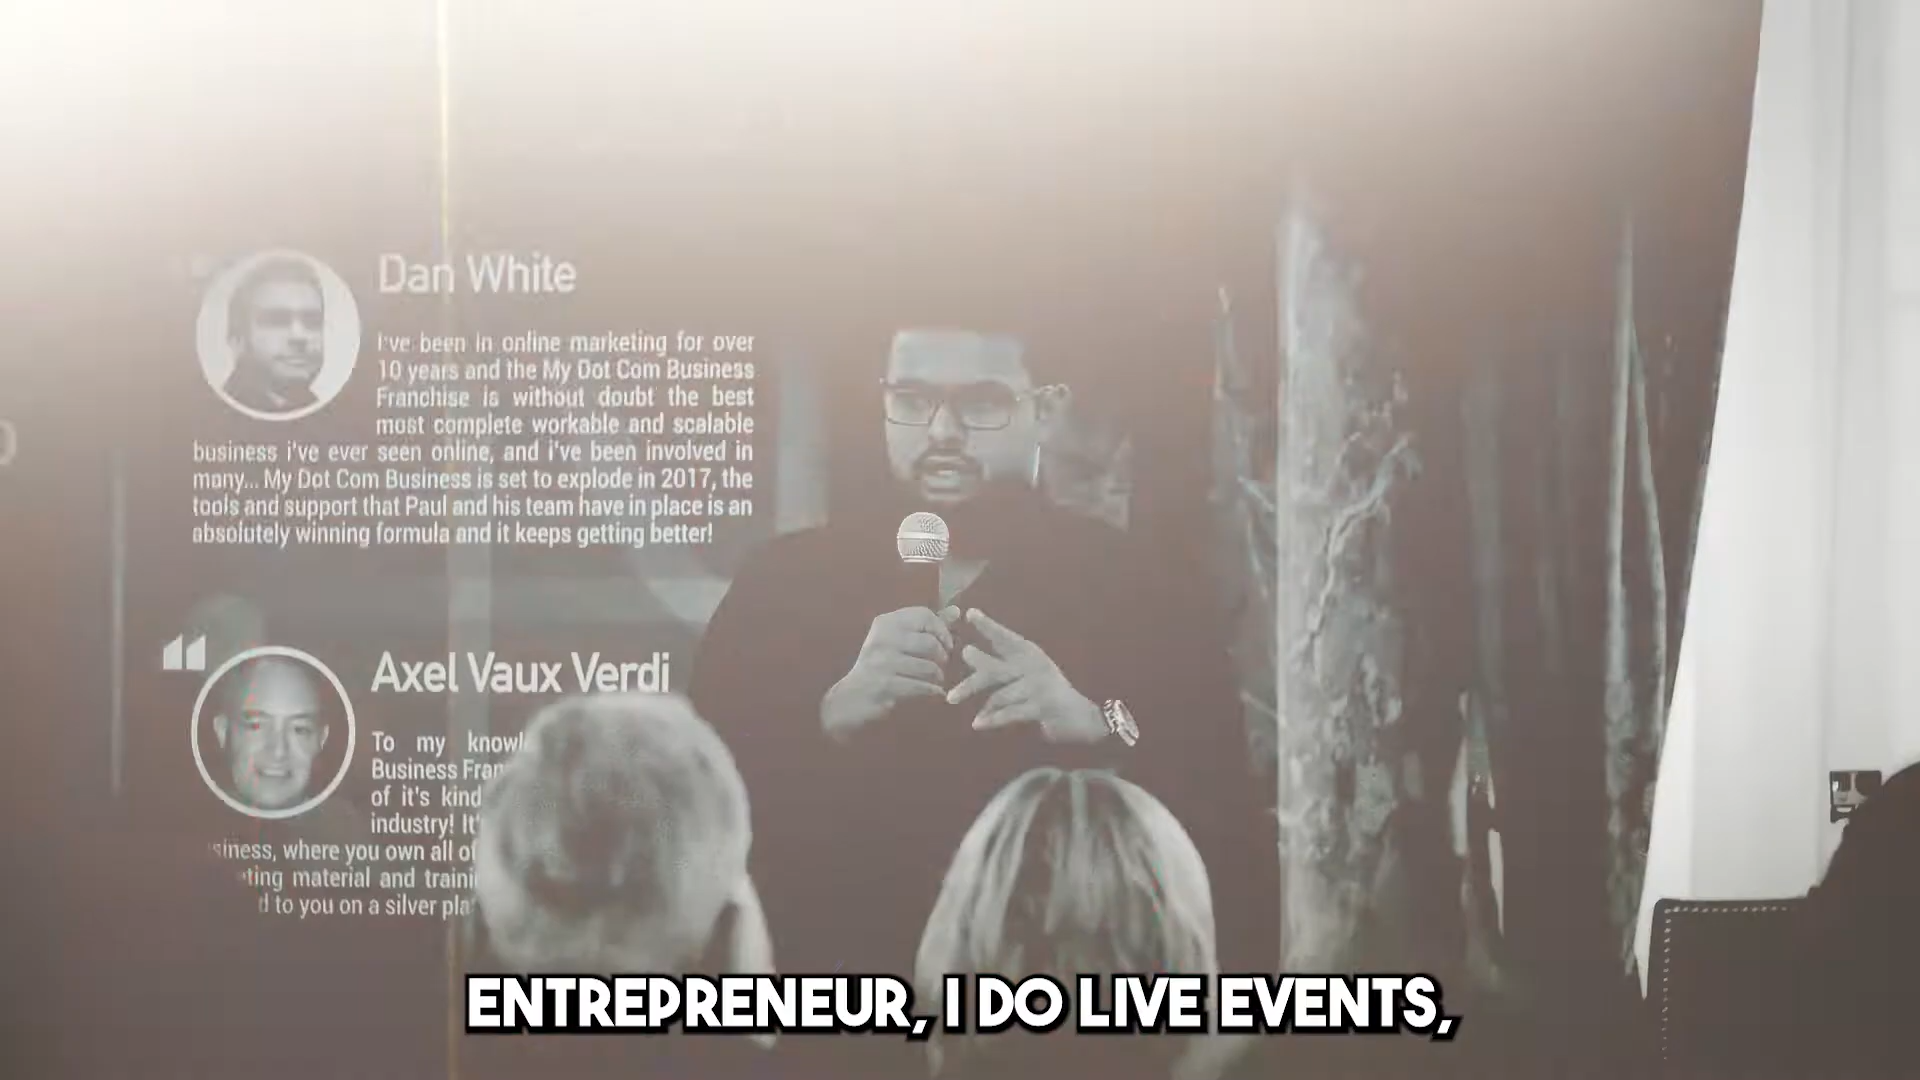 Dan White
I've been in online marketing for over
10 years and the My Dot Com Business
Franchise is without doubt the best
most complete workable and scalable
business i've ever seen online, and i've been involved in
many... My Dot Com Business is set to explode in 2017, the
tools and support that Paul and his team have in place is an
absolutely winning formula and it keeps getting better!
Axel Vaux Verdi
To my
Business
of it's kind
industry!
where you own all of
material and
to you on a silver
ENTREPRENEUR, I DO LIVE EVENTS,